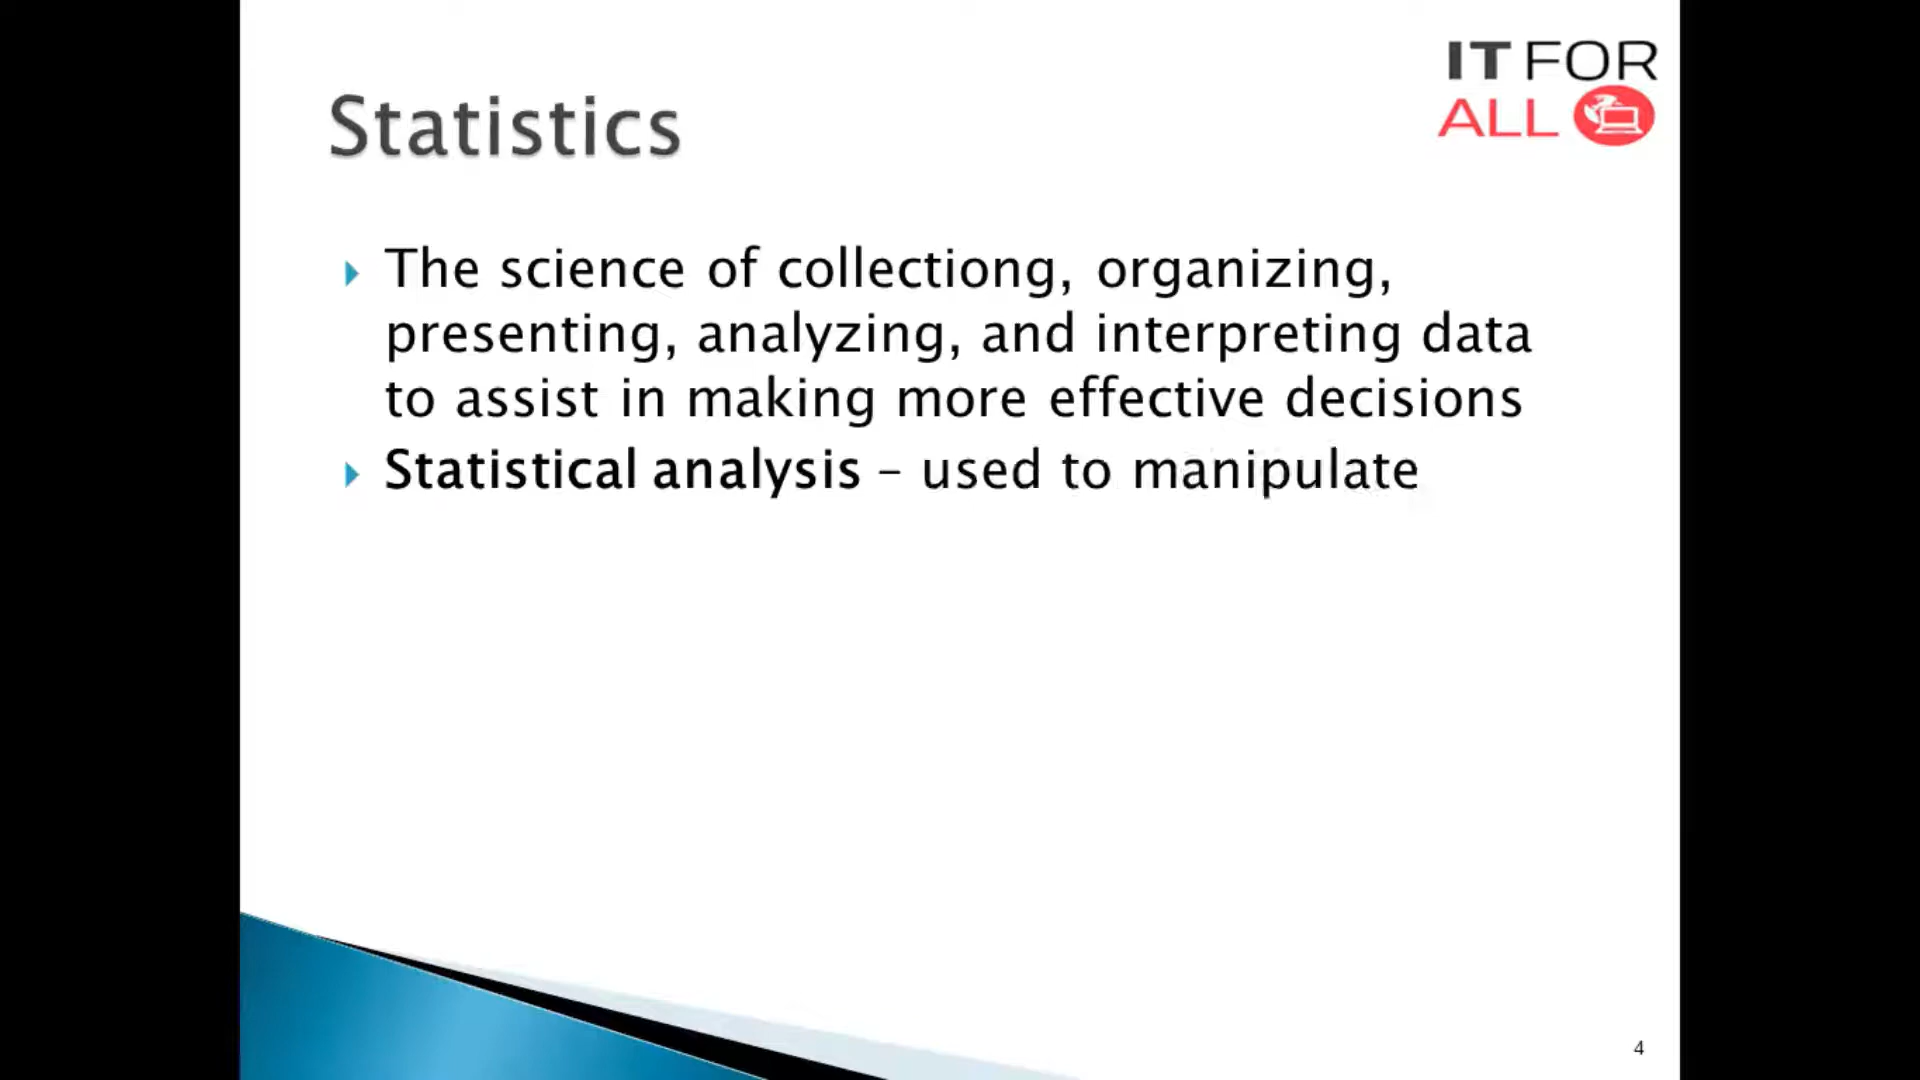 IT FOR
ALL
Statistics
The science of collectiong, organizing,
presenting, analyzing, and interpreting data
to assist in making more effective decisions
Statistical analysis – used to manipulate
4